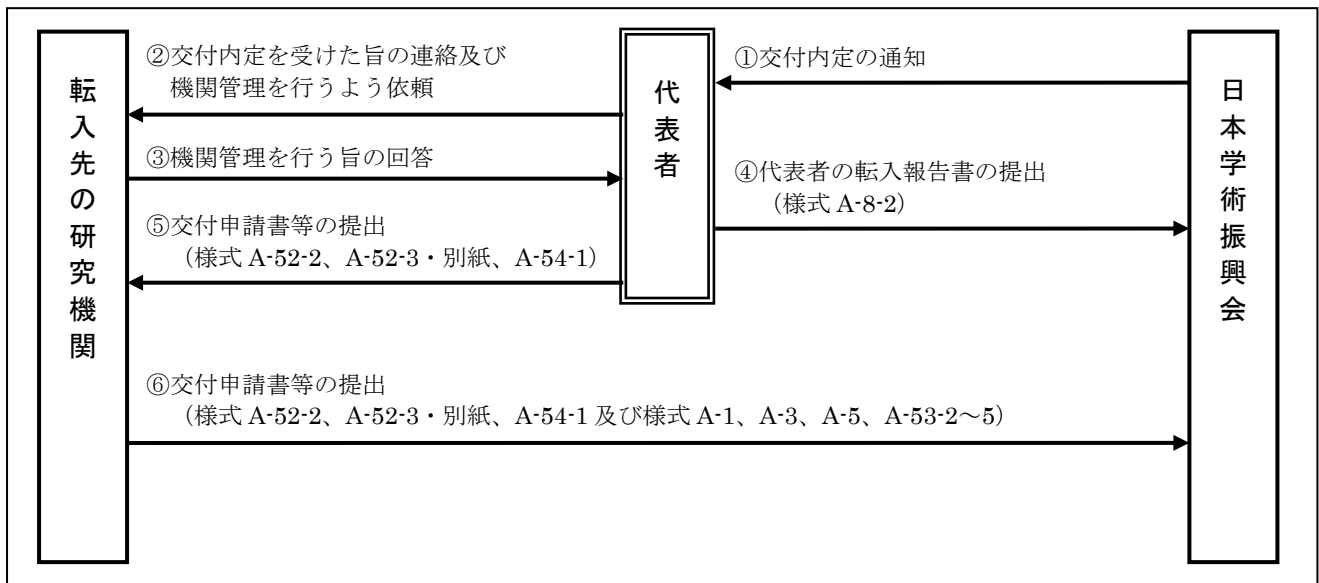 転入先の研究機関
②交付内定を受けた旨の連絡及び
機関管理を行うよう依頼
③機関管理を行う旨の回答
⑤交付申請書等の提出
（様式 A-52-2、A-52-3・別紙、A-54-1）
代表者
①交付内定の通知
④代表者の転入報告書の提出
（様式 A-8-2）
日本学術振興会
⑥交付申請書等の提出
（様式 A-52-2、A-52-3・別紙、A-54-1 及び様式 A-1、A-3、A-5、A-53-2～5）